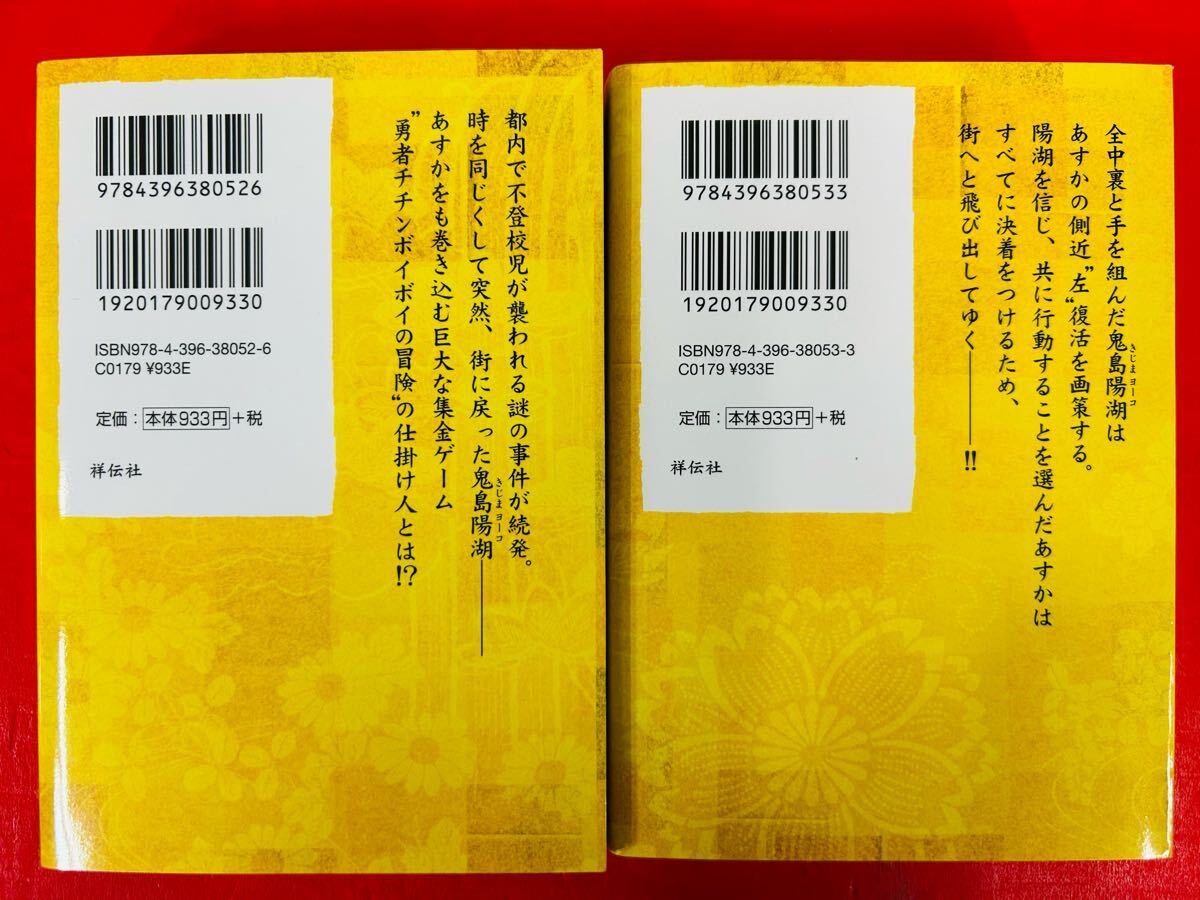 9784396380526
1920179009330
ISBN978-4-396-38052-6
C0179 ¥933E
定価：本体933円+税
祥伝社
都内で不登校児が襲われる謎の事件が続発。
時を同じくして突然、街に戻った鬼島陽湖――
きじまヨーコ
あすかをも巻き込む巨大な集金ゲーム
"勇者チチンボイボイの冒険"の仕掛け人とは!?
9784396380533
1920179009330
ISBN978-4-396-38053-3
C0179 ¥933E
定価：本体933円+税
祥伝社
全中裏と手を組んだ鬼島陽湖は
きじまヨーコ
あすかの側近"左"復活を画策する。
陽湖を信じ、共に行動することを選んだあすかは
すべてに決着をつけるため、
街へと飛び出してゆく――!!